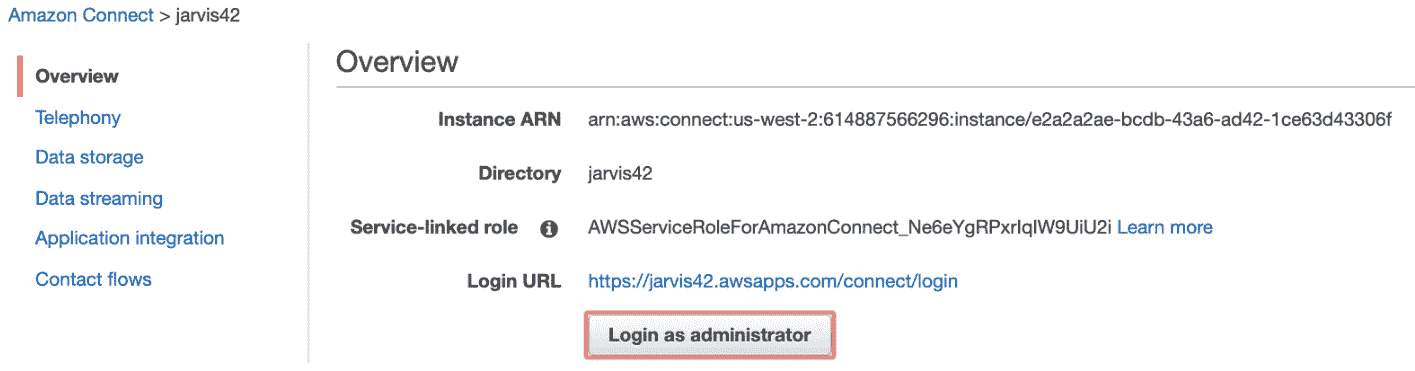 Amazon Connect > jarvis42
Overview
Telephony
Data storage
Data streaming
Application integration
Contact flows
Overview
Instance ARN arn:aws:connect:us-west-2:614887566296:instance/e2a2a2ae-bcdb-43a6-ad42-1ce63d43306f
Directory jarvis42
Service-linked role AWSServiceRoleForAmazonConnect_Ne6eYgRPxrIqIW9UiU2i Learn more
Login URL https://jarvis42.awsapps.com/connect/login
Login as administrator